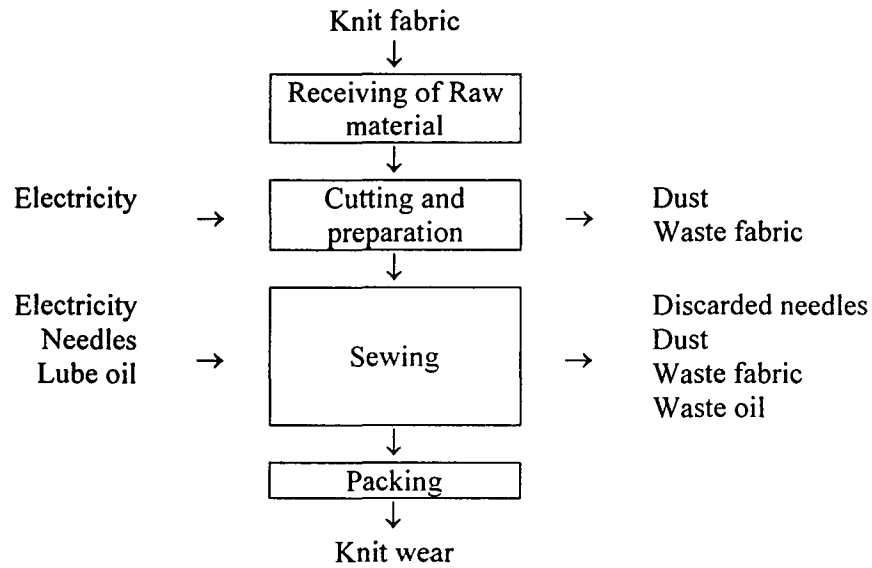 Knit fabric
↓
Receiving of Raw
material
↓
Electricity → Cutting and → Dust
preparation Waste fabric
↓
Electricity Discarded needles
Needles Dust
Lube oil → Sewing → Waste fabric
Waste oil
↓
Packing
↓
Knit wear